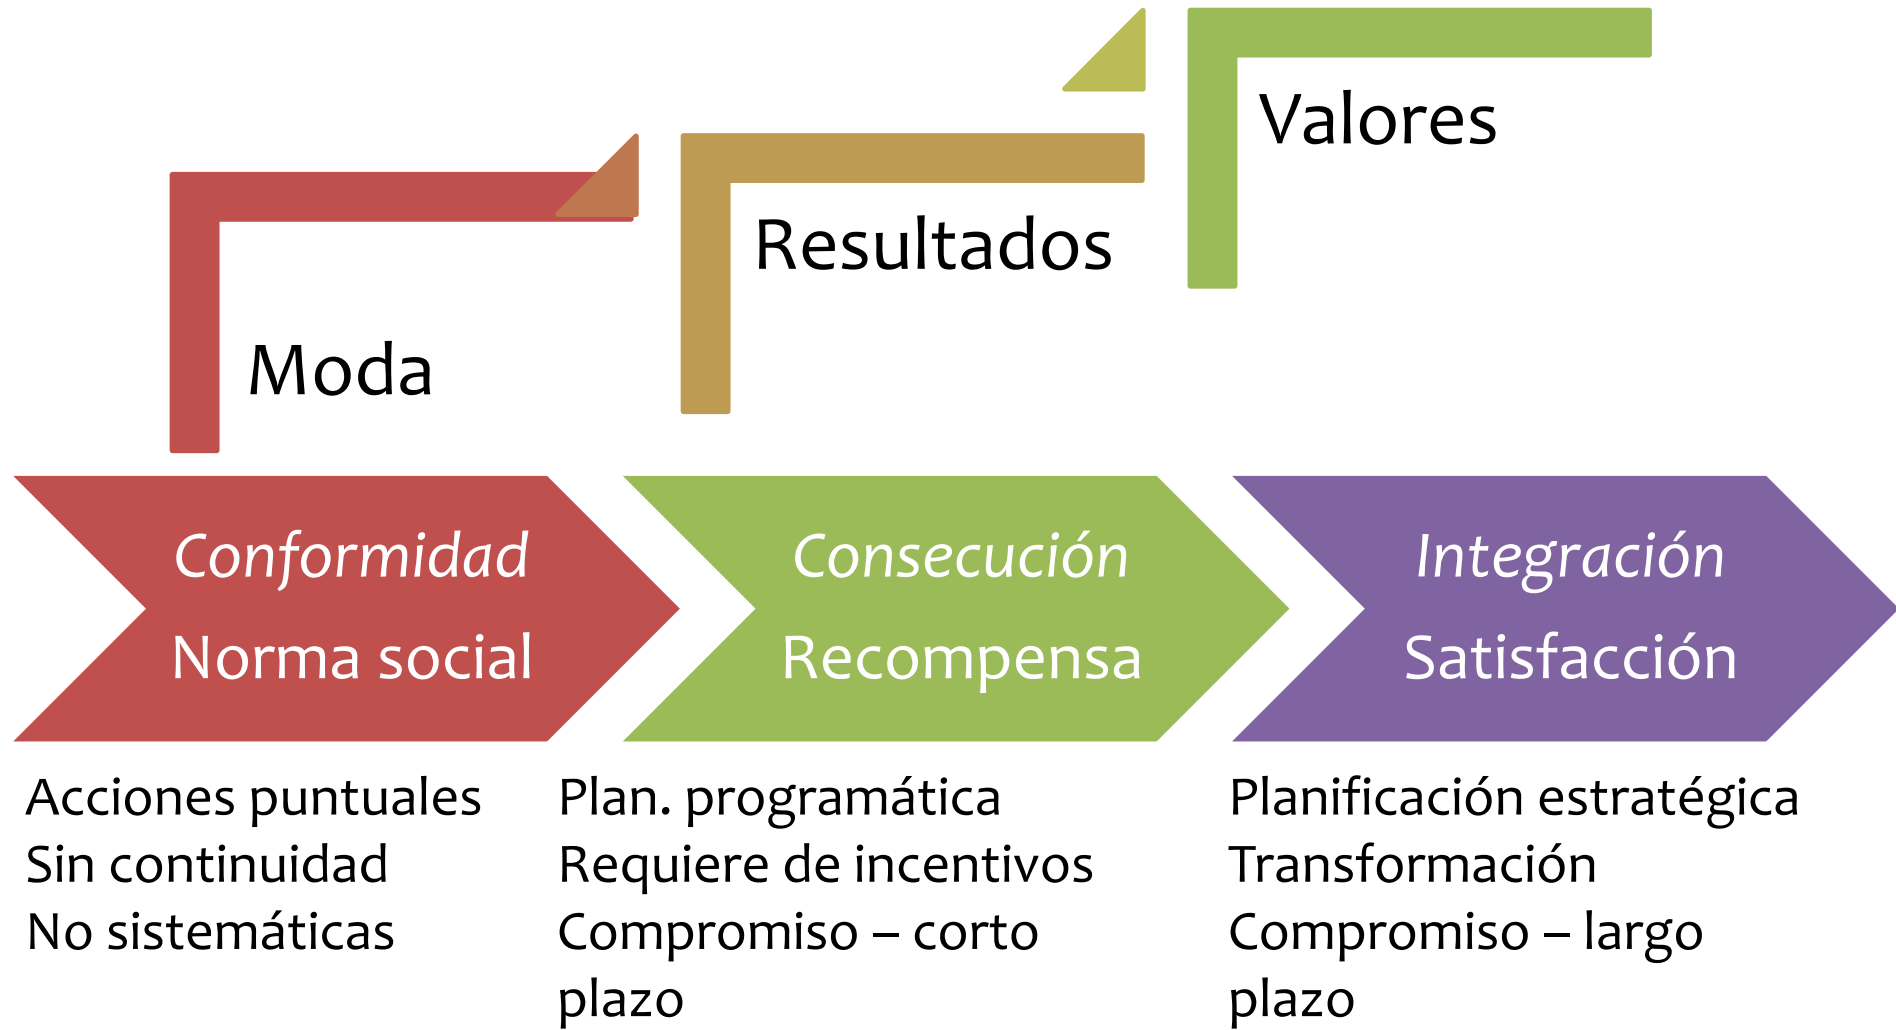 Valores
Resultados
Moda
Conformidad
Norma social
Consecución
Recompensa
Integración
Satisfacción
Acciones puntuales
Sin continuidad
No sistemáticas
Plan. programática
Requiere de incentivos
Compromiso – corto
plazo
Planificación estratégica
Transformación
Compromiso – largo
plazo